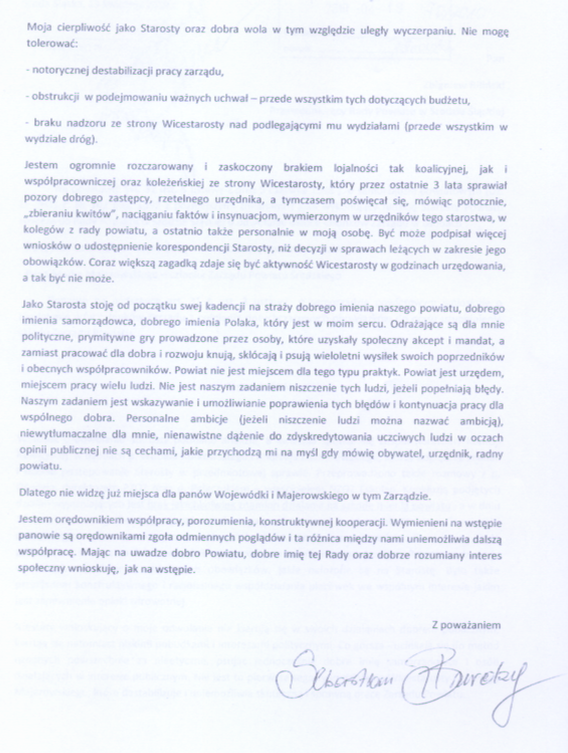 Moja cierpliwość jako Starosty oraz dobra wola w tym względzie uległy wyczerpaniu. Nie mogę
tolerować:
- notorycznej destabilizacji pracy zarządu,
- obstrukcji w podejmowaniu ważnych uchwał – przede wszystkim tych dotyczących budżetu,
- braku nadzoru ze strony Wicestarosty nad podlegającymi mu wydziałami (przede wszystkim w
wydziale dróg).
Jestem ogromnie rozczarowany i zaskoczony brakiem lojalności tak koalicyjnej, jak i
współpracowniczej oraz koleżeńskiej ze strony Wicestarosty, który przez ostatnie 3 lata sprawiał
pozory dobrego zastępcy, rzetelnego urzędnika, a tymczasem poświęcał się, mówiąc potocznie,
„zbieraniu kwitów”, naciąganiu faktów i insynuacjom, wymierzonym w urzędników tego starostwa, w
kolegów z rady powiatu, a ostatnio także personalnie w moją osobę. Być może podpisał więcej
wniosków o udostępnienie korespondencji Starosty, niż decyzji w sprawach leżących w zakresie jego
obowiązków. Coraz większą zagadką zdaje się być aktywność Wicestarosty w godzinach urzędowania,
a tak być nie może.
Jako Starosta stoję od początku swej kadencji na straży dobrego imienia naszego powiatu, dobrego
imienia samorządowca, dobrego imienia Polaka, który jest w moim sercu. Odrażające są dla mnie
polityczne, prymitywne gry prowadzone przez osoby, które uzyskały społeczny akcept i mandat, a
zamiast pracować dla dobra i rozwoju knują, skłócają i psują wieloletni wysiłek swoich poprzedników
i obecnych współpracowników. Powiat nie jest miejscem dla tego typu praktyk. Powiat jest urzędem,
miejscem pracy wielu ludzi. Nie jest naszym zadaniem niszczenie tych ludzi, jeżeli popełniają błędy.
Naszym zadaniem jest wskazywanie i umożliwianie poprawienia tych błędów i kontynuacja pracy dla
wspólnego dobra. Personalne ambicje (jeżeli niszczenie ludzi można nazwać ambicją),
niewytłumaczalne dla mnie, nienawistne dążenie do zdyskredytowania uczciwych ludzi w oczach
opinii publicznej nie są cechami, jakie przychodzą mi na myśl gdy mówię obywatel, urzędnik, radny
powiatu.
Dlatego nie widzę już miejsca dla panów Wojewódki i Majerowskiego w tym Zarządzie.
Jestem orędownikiem współpracy, porozumienia, konstruktywnej kooperacji. Wymienieni na wstępie
panowie są orędownikami zgoła odmiennych poglądów i ta różnica między nami uniemożliwia dalszą
współpracę. Mając na uwadze dobro Powiatu, dobre imię tej Rady oraz dobrze rozumiany interes
społeczny wnioskuję, jak na wstępie.
Z poważaniem